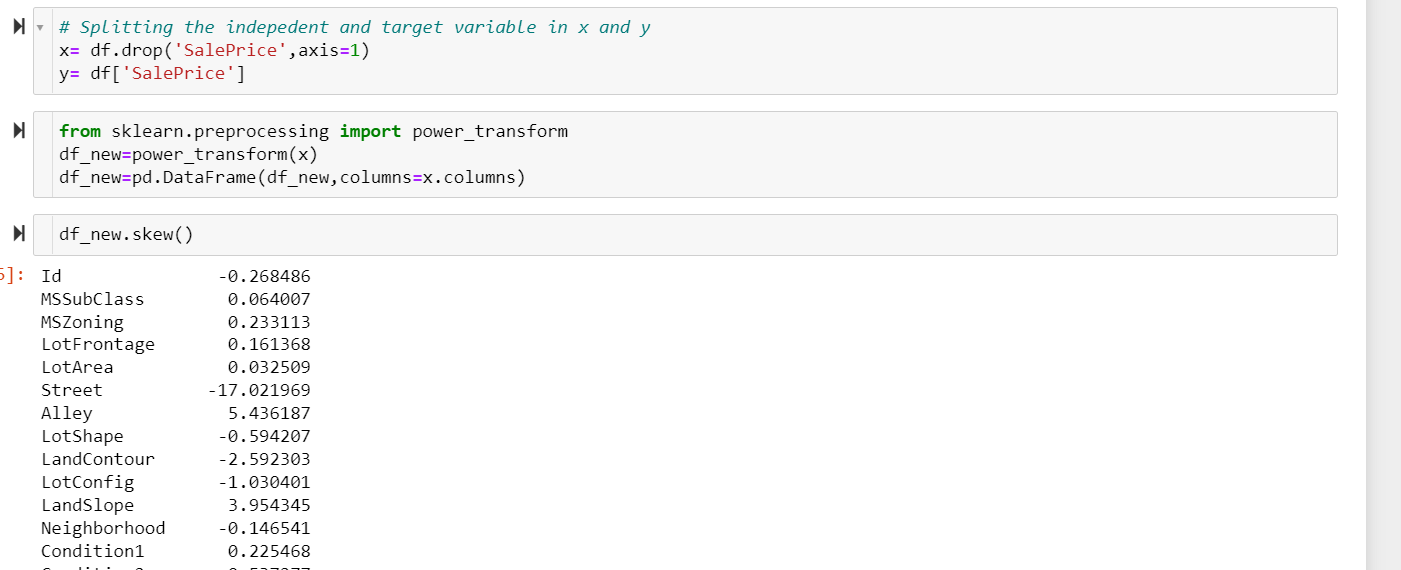 # Splitting the indepedent and target variable in x and y
x= df.drop('SalePrice',axis=1)
y= df['SalePrice']
from sklearn.preprocessing import power_transform
df_new=power_transform(x)
df_new=pd.DataFrame(df_new,columns=x.columns)
df_new.skew()
5]: Id -0.268486
MSSubClass 0.064007
MSZoning 0.233113
LotFrontage 0.161368
LotArea 0.032509
Street -17.021969
Alley 5.436187
LotShape -0.594207
LandContour -2.592303
LotConfig -1.030401
LandSlope 3.954345
Neighborhood -0.146541
Condition1 0.225468